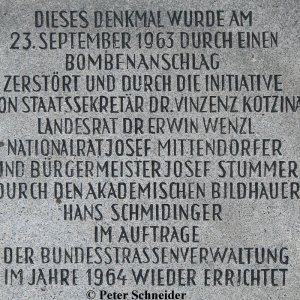 DIESES DENKMAL WURDE AM
23. SEPTEMBER 1963 DURCH EINEN
BOMBENANSCHLAG
ZERSTÖRT UND DURCH DIE INITIATIVE
ON STAATSSEKRETÄR DR. VINZENZ KOTZINA
LANDESRAT DR ERWIN WENZL
NATIONALRAT JOSEF MITTENDORFER
UND BÜRGERMEISTER JOSEF STUMMER
DURCH DEN AKADEMISCHEN BILDHAUER
HANS SCHMIDINGER
IM AUFTRAGE
DER BUNDESSTRASSENVERWALTUNG
IM JAHRE 1964 WIEDER ERRICHTET
© Peter Schneider